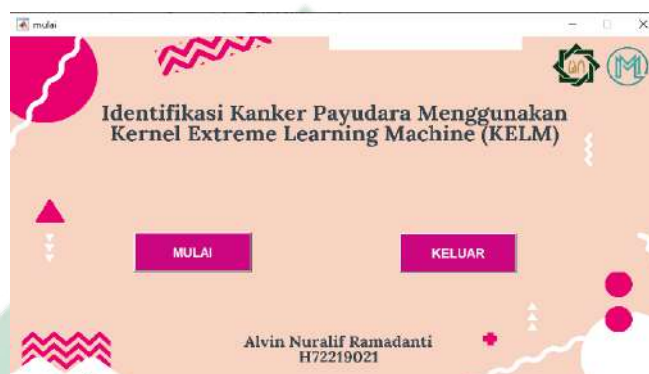 mulai
Identifikasi Kanker Payudara Menggunakan
Kernel Extreme Learning Machine (KELM)
MULAI
KELUAR
Alvin Nuralif Ramadanti
H72219021